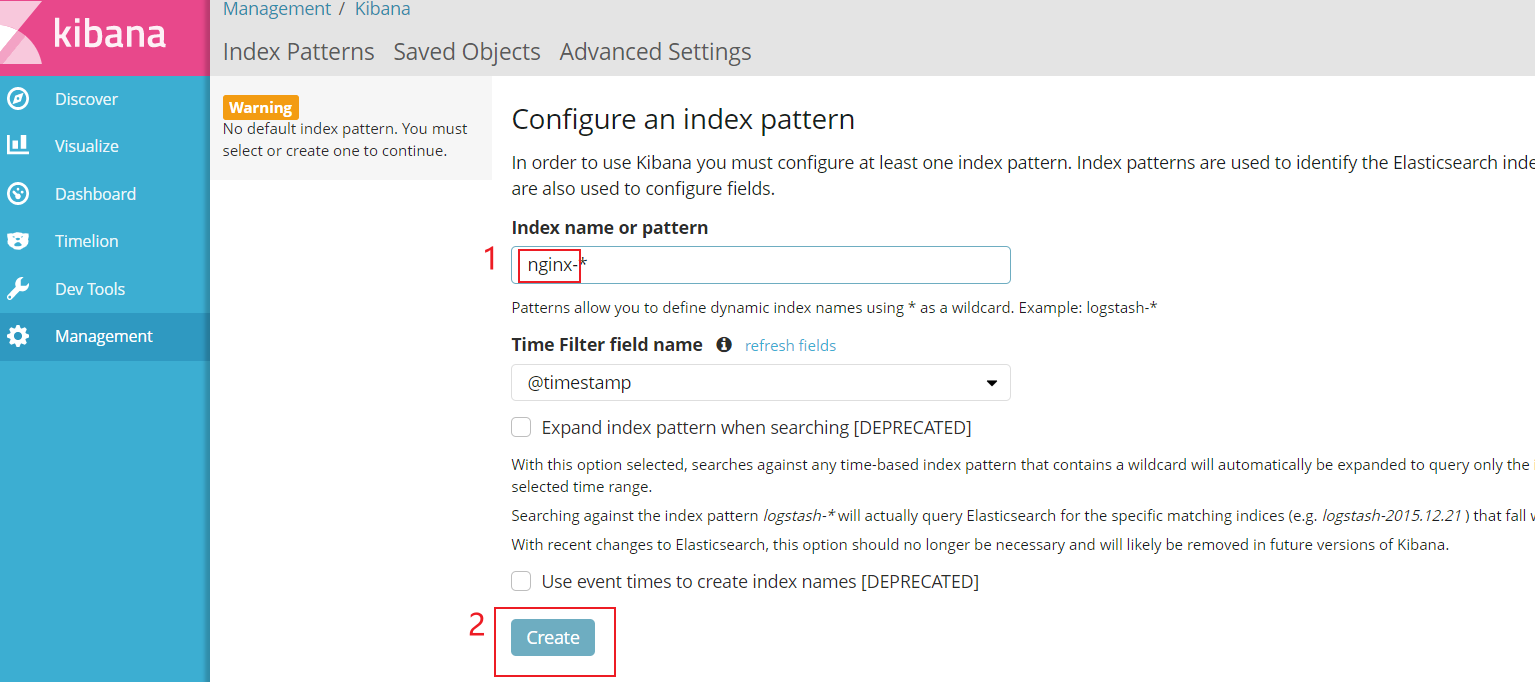 kibana
Discover
Visualize
Dashboard
Timelion
Dev Tools
Management
Management / Kibana
Index Patterns Saved Objects Advanced Settings
Warning
No default index pattern. You must
select or create one to continue.
Configure an index pattern
In order to use Kibana you must configure at least one index pattern. Index patterns are used to identify the Elasticsearch inde
are also used to configure fields.
Index name or pattern
1
nginx-*
Patterns allow you to define dynamic index names using * as a wildcard. Example: logstash-*
Time Filter field name refresh fields
@timestamp
Expand index pattern when searching [DEPRECATED]
With this option selected, searches against any time-based index pattern that contains a wildcard will automatically be expanded to query only the i
selected time range.
Searching against the index pattern logstash-* will actually query Elasticsearch for the specific matching indices (e.g. logstash-2015.12.21 ) that fall w
With recent changes to Elasticsearch, this option should no longer be necessary and will likely be removed in future versions of Kibana.
Use event times to create index names [DEPRECATED]
2
Create